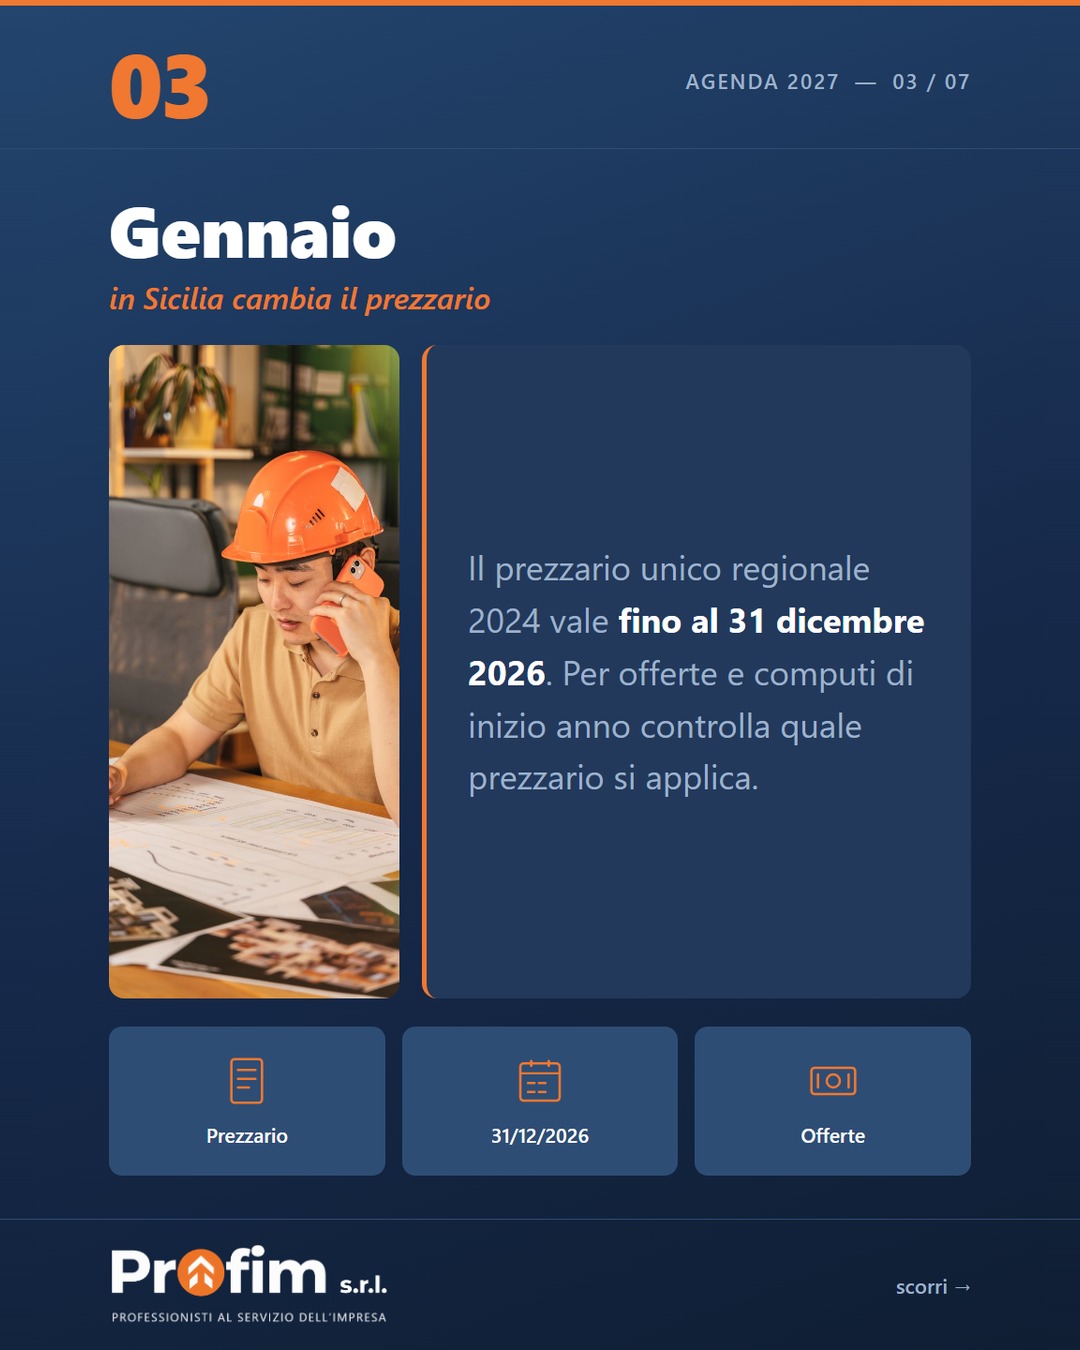 03
AGENDA 2027 — 03 / 07
Gennaio
in Sicilia cambia il prezzario
Il prezzario unico regionale
2024 vale fino al 31 dicembre
2026. Per offerte e computi di
inizio anno controlla quale
prezzario si applica.
Prezzario
31/12/2026
Offerte
Profim s.r.l.
PROFESSIONISTI AL SERVIZIO DELL'IMPRESA
scorri →